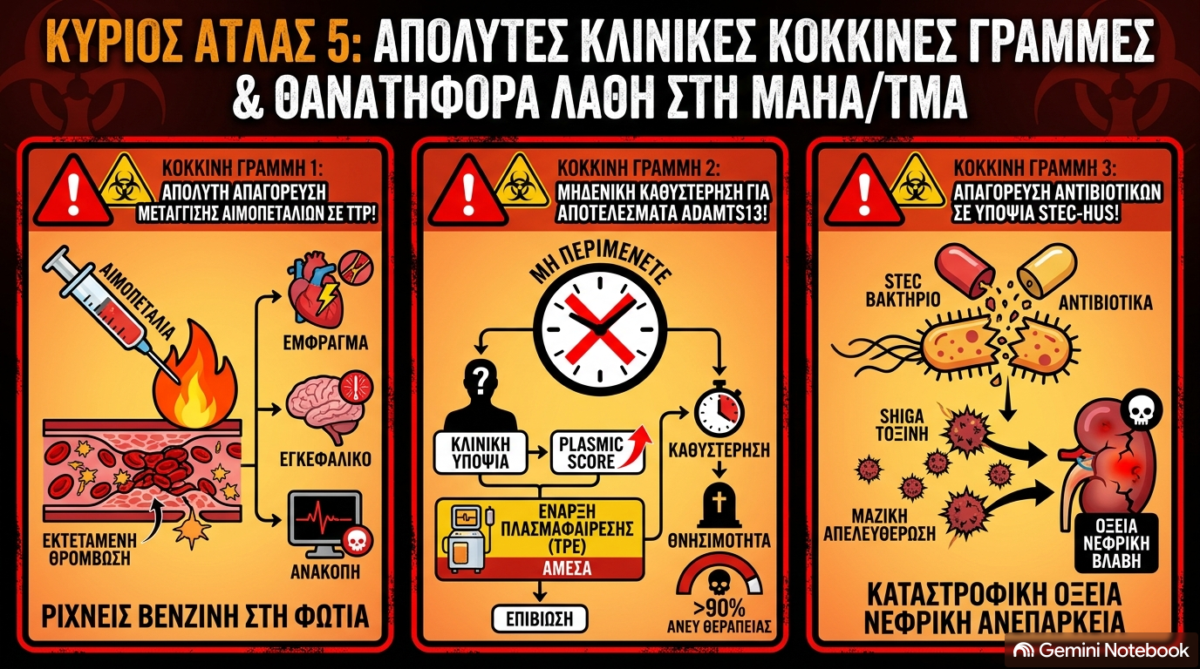 ΚΥΡΙΟΣ ΑΤΛΑΣ 5: ΑΠΟΛΥΤΕΣ ΚΛΙΝΙΚΕΣ ΚΟΚΚΙΝΕΣ ΓΡΑΜΜΕΣ
& ΘΑΝΑΤΗΦΟΡΑ ΛΑΘΗ ΣΤΗ MAHA/TMA
ΚΟΚΚΙΝΗ ΓΡΑΜΜΗ 1:
ΑΠΟΛΥΤΗ ΑΠΑΓΟΡΕΥΣΗ
ΜΕΤΑΓΓΙΣΗΣ ΑΙΜΟΠΕΤΑΛΙΩΝ ΣΕ TTP!
ΑΙΜΟΠΕΤΑΛΙΑ
ΕΜΦΡΑΓΜΑ
ΕΓΚΕΦΑΛΙΚΟ
ΑΝΑΚΟΠΗ
ΕΚΤΕΤΑΜΕΝΗ
ΘΡΟΜΒΩΣΗ
ΡΙΧΝΕΙΣ ΒΕΝΖΙΝΗ ΣΤΗ ΦΩΤΙΑ
ΚΟΚΚΙΝΗ ΓΡΑΜΜΗ 2:
ΜΗΔΕΝΙΚΗ ΚΑΘΥΣΤΕΡΗΣΗ ΓΙΑ
ΑΠΟΤΕΛΕΣΜΑΤΑ ADAMTS13!
ΜΗ ΠΕΡΙΜΕΝΕΤΕ
?
ΚΛΙΝΙΚΗ
ΥΠΟΨΙΑ
PLASMIC
SCORE
ΚΑΘΥΣΤΕΡΗΣΗ
ΕΝΑΡΞΗ
ΠΛΑΣΜΑΦΑΙΡΕΣΗΣ
(TPE)
ΑΜΕΣΑ
ΕΠΙΒΙΩΣΗ
ΘΝΗΣΙΜΟΤΗΤΑ
>90%
ΑΝΕΥ ΘΕΡΑΠΕΙΑΣ
ΚΟΚΚΙΝΗ ΓΡΑΜΜΗ 3:
ΑΠΑΓΟΡΕΥΣΗ ΑΝΤΙΒΙΟΤΙΚΩΝ
ΣΕ ΥΠΟΨΙΑ STEC-HUS!
STEC
ΒΑΚΤΗΡΙΟ
ΑΝΤΙΒΙΟΤΙΚΑ
SHIGA
ΤΟΞΙΝΗ
ΜΑΖΙΚΗ
ΑΠΕΛΕΥΘΕΡΩΣΗ
ΟΞΕΙΑ
ΝΕΦΡΙΚΗ
ΒΛΑΒΗ
ΚΑΤΑΣΤΡΟΦΙΚΗ ΟΞΕΙΑ
ΝΕΦΡΙΚΗ ΑΝΕΠΑΡΚΕΙΑ
Gemini Notebook